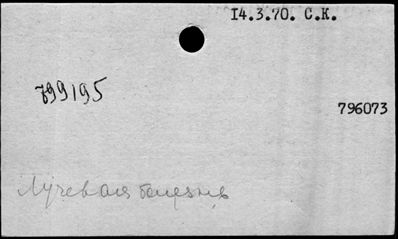 14.3.70. С.К.
799195
796073
Лучевая болезнь